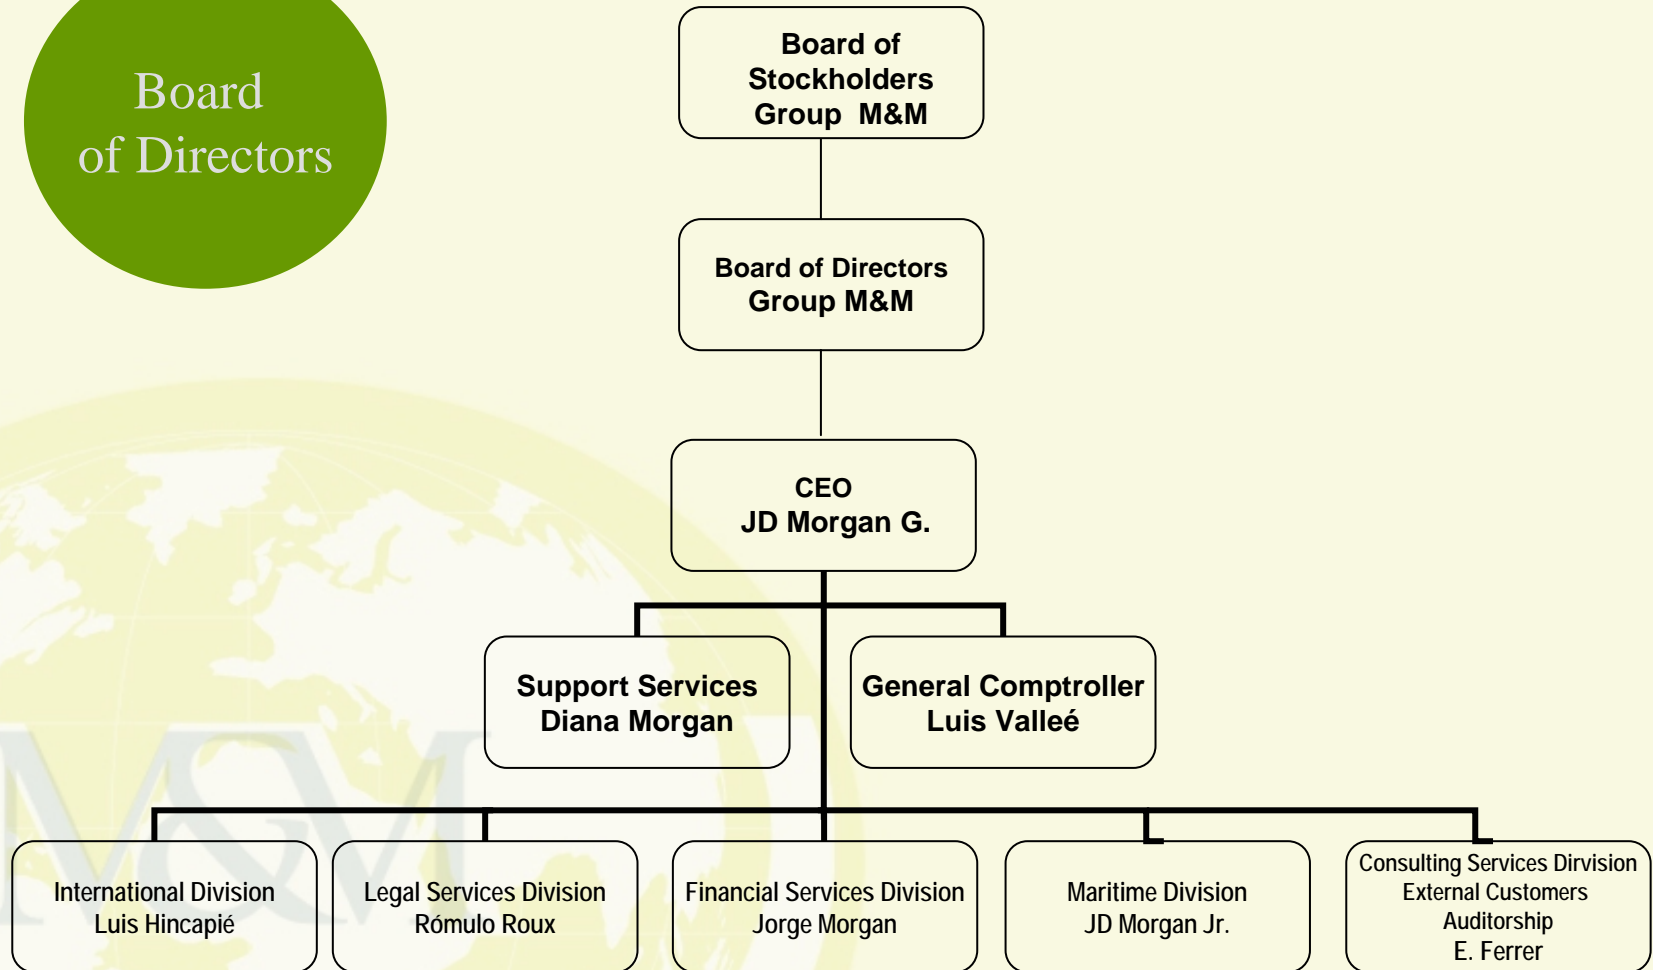 Board
of Directors
Board of
Stockholders
Group M&M
Board of Directors
Group M&M
CEO
JD Morgan G.
Support Services
Diana Morgan
General Comptroller
Luis Valleé
International Division
Luis Hincapié
Legal Services Division
Rómulo Roux
Financial Services Division
Jorge Morgan
Maritime Division
JD Morgan Jr.
Consulting Services Dirvision
External Customers
Auditorship
E. Ferrer
M&M